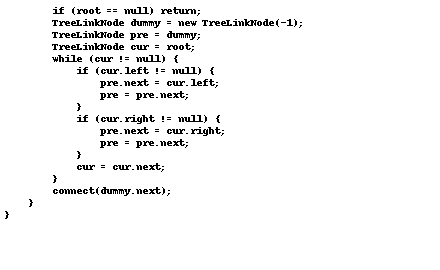 if (root == null) return;
TreeLinkNode dummy = new TreeLinkNode(-1);
TreeLinkNode pre = dummy;
TreeLinkNode cur = root;
while (cur != null) {
if (cur.left != null) {
pre.next = cur.left;
pre = pre.next;
}
if (cur.right != null) {
pre.next = cur.right;
pre = pre.next;
}
cur = cur.next;
}
connect(dummy.next);
}
}